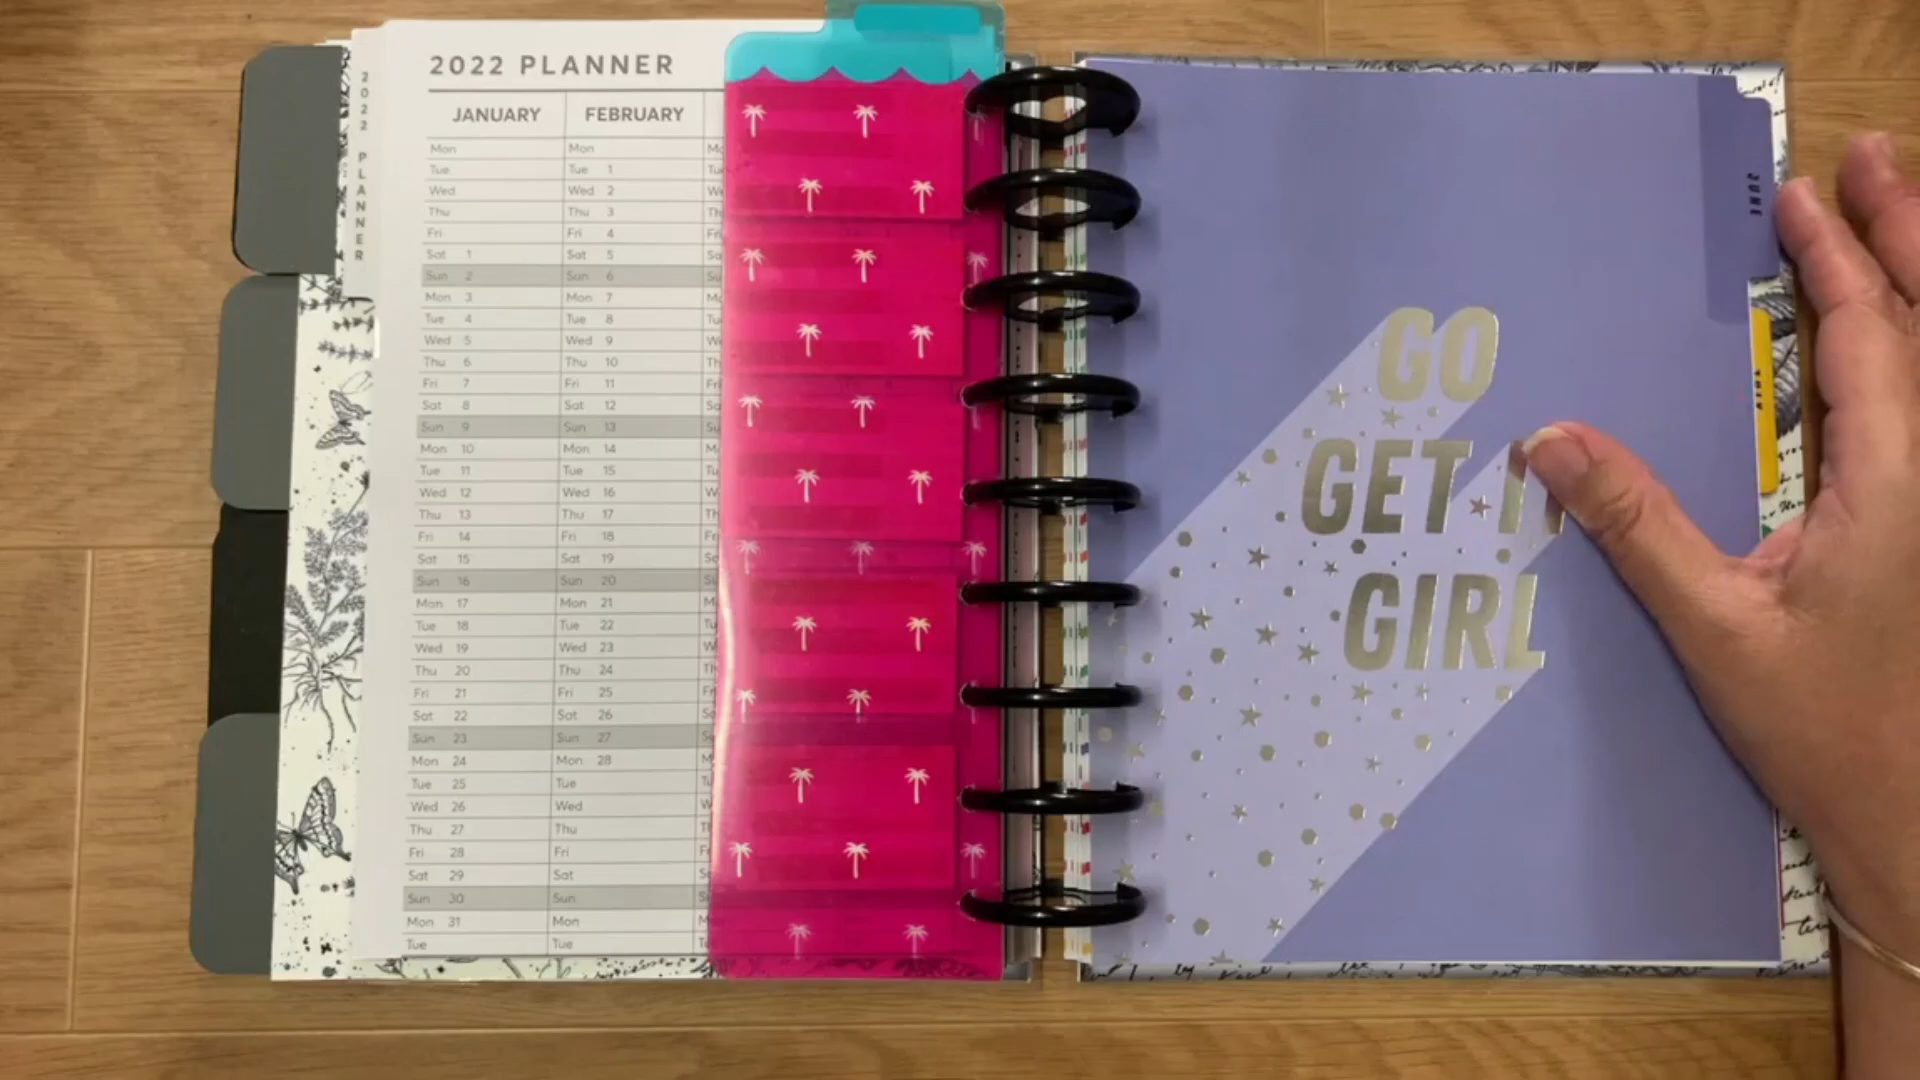 2022 PLANNER
2022 PLANNER
JANUARY FEBRUARY
Mon Mon
Tue Tue 1
Wed Wed 2
Thu Thu 3
Fri Fri 4
Sat 1 Sat 5
Sun 2 Sun 6
Mon 3 Mon 7
Tue 4 Tue 8
Wed 5 Wed 9
Thu 6 Thu 10
Fri 7 Fri 11
Sat 8 Sat 12
Sun 9 Sun 13
Mon 10 Mon 14
Tue 11 Tue 15
Wed 12 Wed 16
Thu 13 Thu 17
Fri 14 Fri 18
Sat 15 Sat 19
Sun 16 Sun 20
Mon 17 Mon 21
Tue 18 Tue 22
Wed 19 Wed 23
Thu 20 Thu 24
Fri 21 Fri 25
Sat 22 Sat 26
Sun 23 Sun 27
Mon 24 Mon 28
Tue 25 Tue
Wed 26 Wed
Thu 27 Thu
Fri 28 Fri
Sat 29 Sat
Sun 30 Sun
Mon 31 Mon
Tue Tue
JUNE
GO
GET IT
GIRL